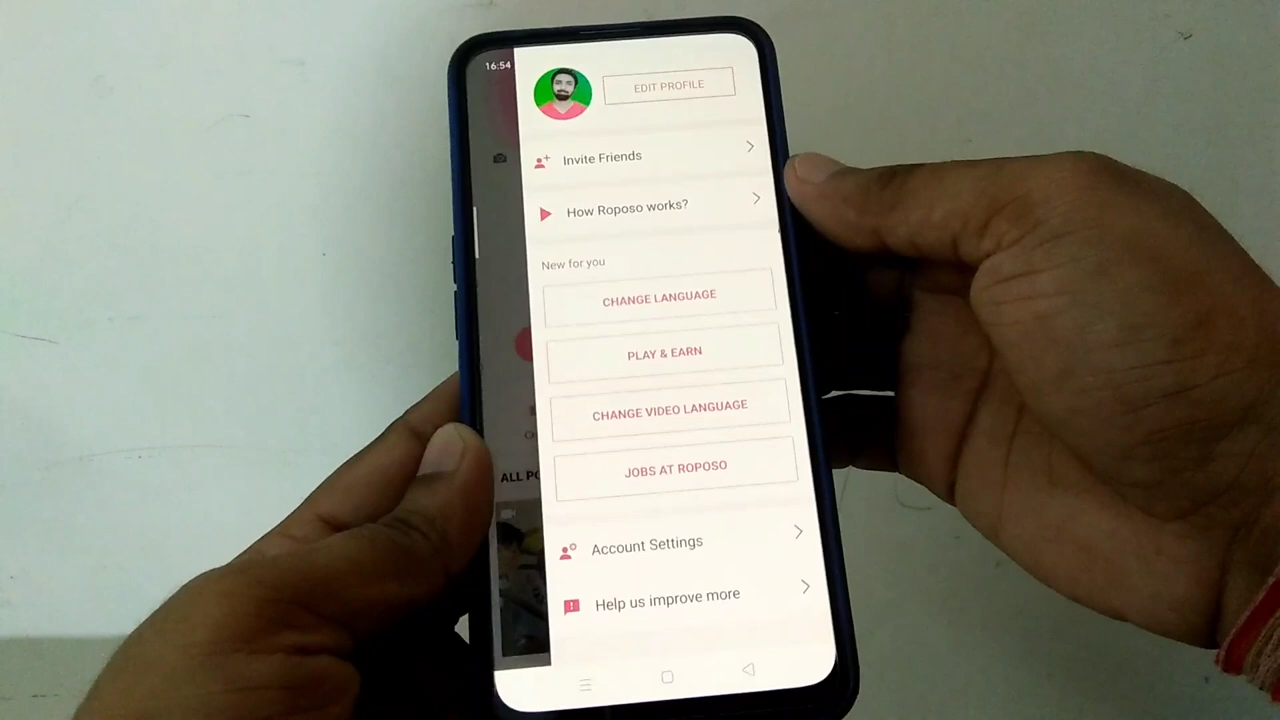 16:54
EDIT PROFILE
Invite Friends
How Roposo works?
New for you
CHANGE LANGUAGE
PLAY & EARN
CHANGE VIDEO LANGUAGE
JOBS AT ROPOSO
ALL PO
Account Settings
Help us improve more